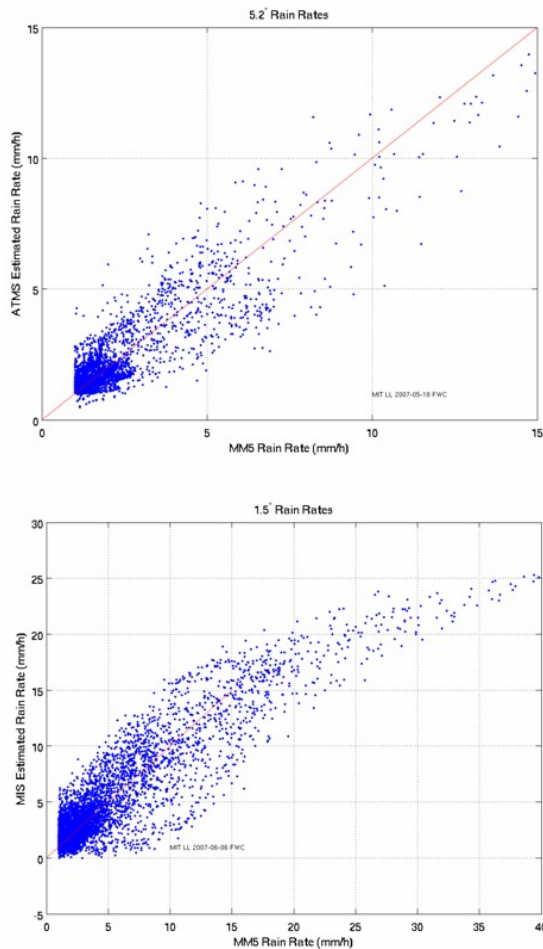 5.2° Rain Rates
15
10
5
0
ATMS Estimated Rain Rate (mm/h)
MIT LL 2007-05-18 FWC
0 5 10 15
MM5 Rain Rate (mm/h)
1.5° Rain Rates
30
25
20
15
10
5
0
-5
MIS Estimated Rain Rate (mm/h)
MIT LL 2007-06-06 FWC
0 5 10 15 20 25 30 35 40
MM5 Rain Rate (mm/h)